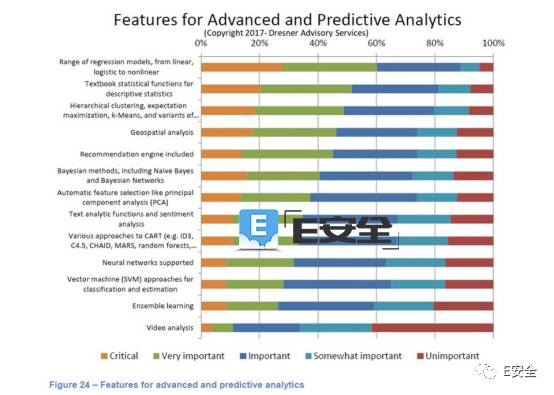 Features for Advanced and Predictive Analytics
(Copyright 2017- Dresner Advisory Services)
0% 20% 40% 60% 80% 100%
Range of regression models, from linear,
logistic to nonlinear
Textbook statistical functions for
descriptive statistics
Hierarchical clustering, expectation
maximization, k-Means, and variants of…
Geospatial analysis
Recommendation engine included
Bayesian methods, including Naive Bayes
and Bayesian Networks
Automatic feature selection like principal
component analysis (PCA)
Text analytic functions and sentiment
analysis
Various approaches to CART (e.g. ID3,
C4.5, CHAID, MARS, random forests,…
Neural networks supported
Vector machine (SVM) approaches for
classification and estimation
Ensemble learning
Video analysis
E E安全
Critical Very important Important Somewhat important Unimportant
Figure 24 – Features for advanced and predictive analytics
E安全